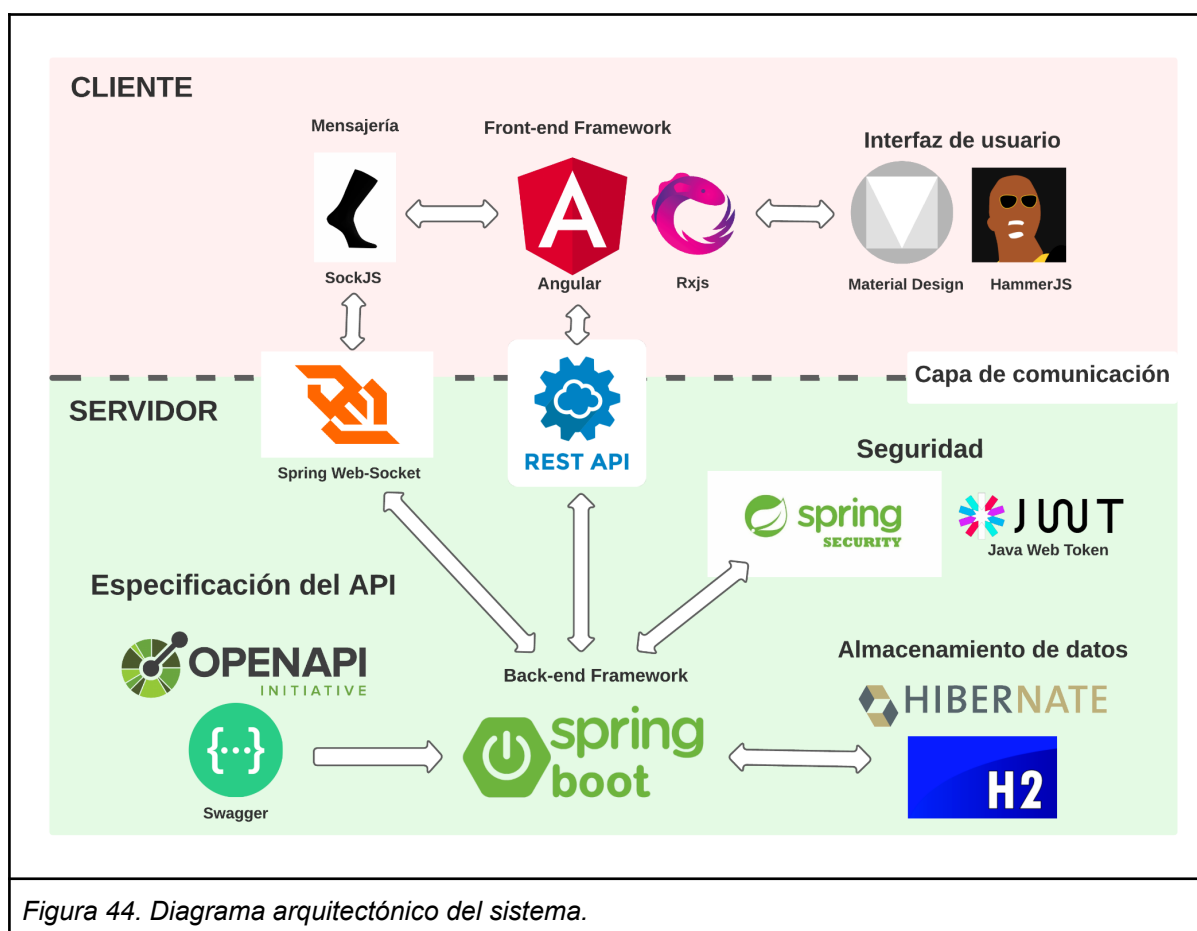 CLIENTE
Mensajería
Front-end Framework
Interfaz de usuario
A
SockJS
Angular
Rxjs
Material Design
HammerJS
Capa de comunicación
SERVIDOR
REST API
Spring Web-Socket
Seguridad
spring
SECURITY
JWT
Java Web Token
Especificación del API
OPENAPI
INITIATIVE
Back-end Framework
Almacenamiento de datos
HIBERNATE
spring
boot
{···}
H2
Swagger
Figura 44. Diagrama arquitectónico del sistema.